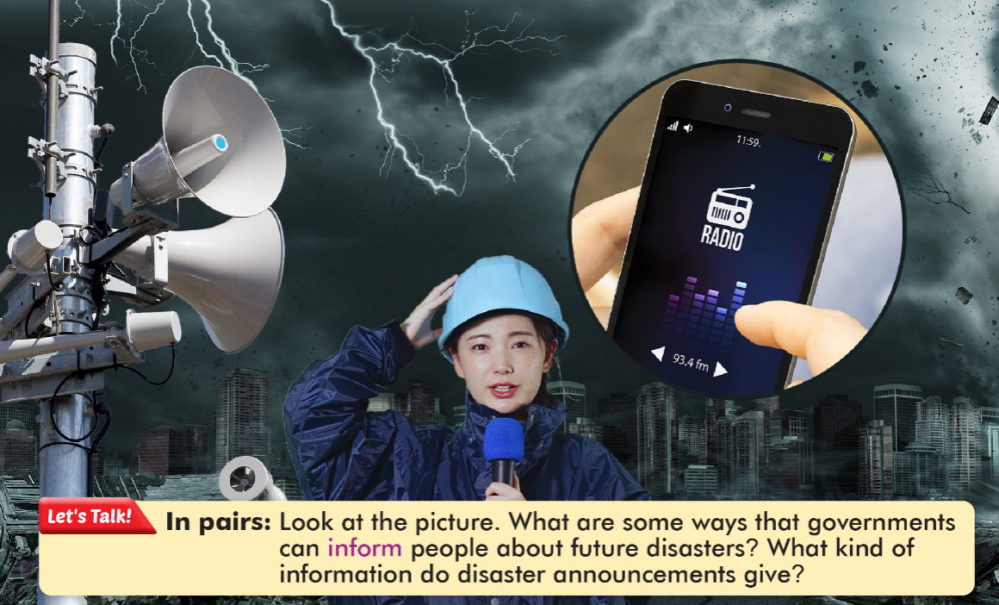 11:59
RADIO
93.4 fm
Let's Talk!
In pairs: Look at the picture. What are some ways that governments
can inform people about future disasters? What kind of
information do disaster announcements give?